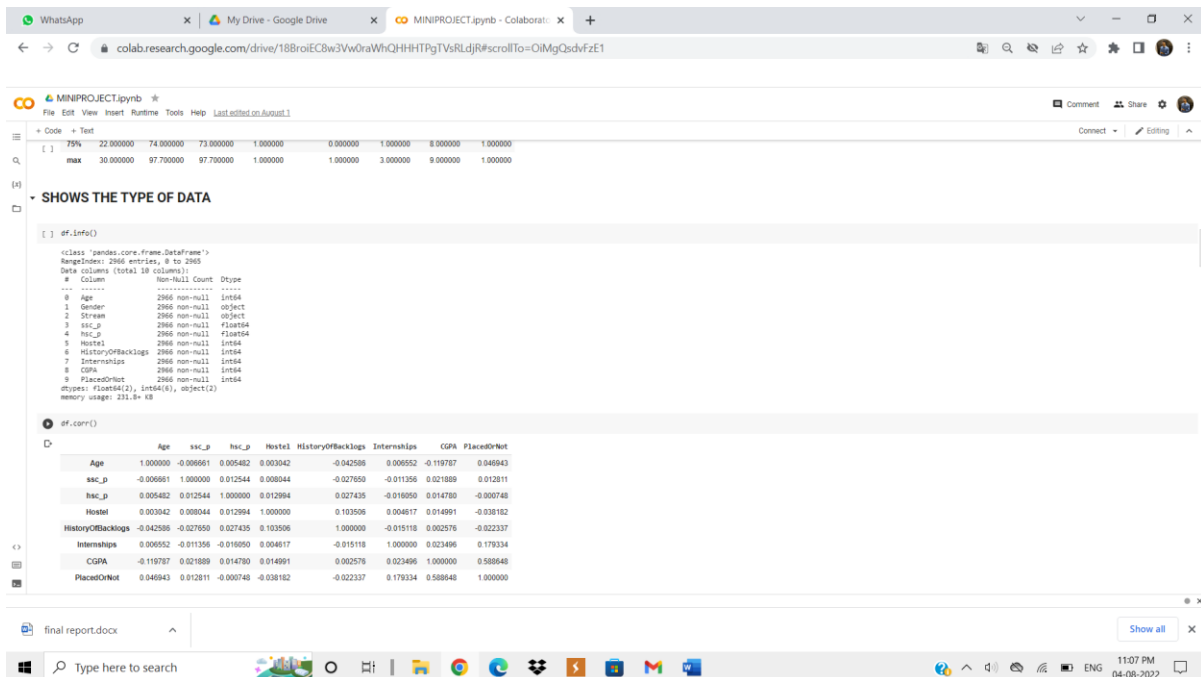 WhatsApp × My Drive - Google Drive × CO MINIPROJECT.ipynb - Colaborato × +
colab.research.google.com/drive/18BroiEC8w3Vw0raWhQHHHTPgTVsRLdjR#scrollTo=OiMgQsdvFzE1
CO MINIPROJECT.ipynb
Comment Share
File Edit View Insert Runtime Tools Help Last edited on August 1
+ Code + Text Connect Editing
[ ] 75% 22.000000 74.000000 73.000000 1.000000 0.000000 1.000000 8.000000 1.000000
max 30.000000 97.700000 97.700000 1.000000 1.000000 3.000000 9.000000 1.000000
{x}
SHOWS THE TYPE OF DATA
[ ] df.info()
<class 'pandas.core.frame.DataFrame'>
RangeIndex: 2966 entries, 0 to 2965
Data columns (total 10 columns):
# Column Non-Null Count Dtype
--- ------ -------------- -----
0 Age 2966 non-null int64
1 Gender 2966 non-null object
2 Stream 2966 non-null object
3 ssc_p 2966 non-null float64
4 hsc_p 2966 non-null float64
5 Hostel 2966 non-null int64
6 HistoryOfBacklogs 2966 non-null int64
7 Internships 2966 non-null int64
8 CGPA 2966 non-null int64
9 PlacedOrNot 2966 non-null int64
dtypes: float64(2), int64(6), object(2)
memory usage: 231.8+ KB
df.corr()
Age ssc_p hsc_p Hostel HistoryOfBacklogs Internships CGPA PlacedOrNot
Age 1.000000 -0.006661 0.005482 0.003042 -0.042586 0.006552 -0.119787 0.046943
ssc_p -0.006661 1.000000 0.012544 0.008044 -0.027650 -0.011356 0.021889 0.012811
hsc_p 0.005482 0.012544 1.000000 0.012994 0.027435 -0.016050 0.014780 -0.000748
Hostel 0.003042 0.008044 0.012994 1.000000 0.103506 0.004617 0.014991 -0.038182
HistoryOfBacklogs -0.042586 -0.027650 0.027435 0.103506 1.000000 -0.015118 0.002576 -0.022337
Internships 0.006552 -0.011356 -0.016050 0.004617 -0.015118 1.000000 0.023496 0.179334
CGPA -0.119787 0.021889 0.014780 0.014991 0.002576 0.023496 1.000000 0.588648
PlacedOrNot 0.046943 0.012811 -0.000748 -0.038182 -0.022337 0.179334 0.588648 1.000000
final report.docx Show all ×
Type here to search ENG 11:07 PM
04-08-2022